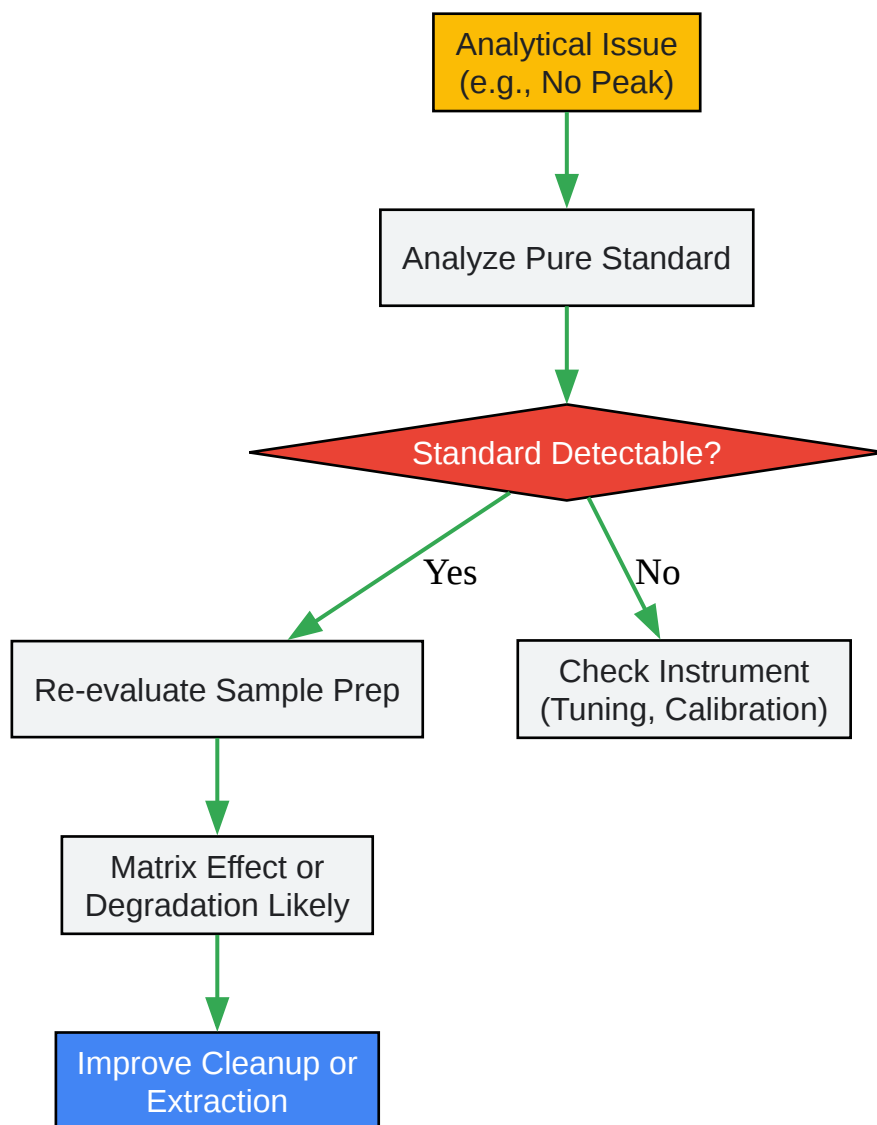 Analytical Issue
(e.g., No Peak)
Analyze Pure Standard
Standard Detectable?
Yes
No
Re-evaluate Sample Prep
Check Instrument
(Tuning, Calibration)
Matrix Effect or
Degradation Likely
Improve Cleanup or
Extraction